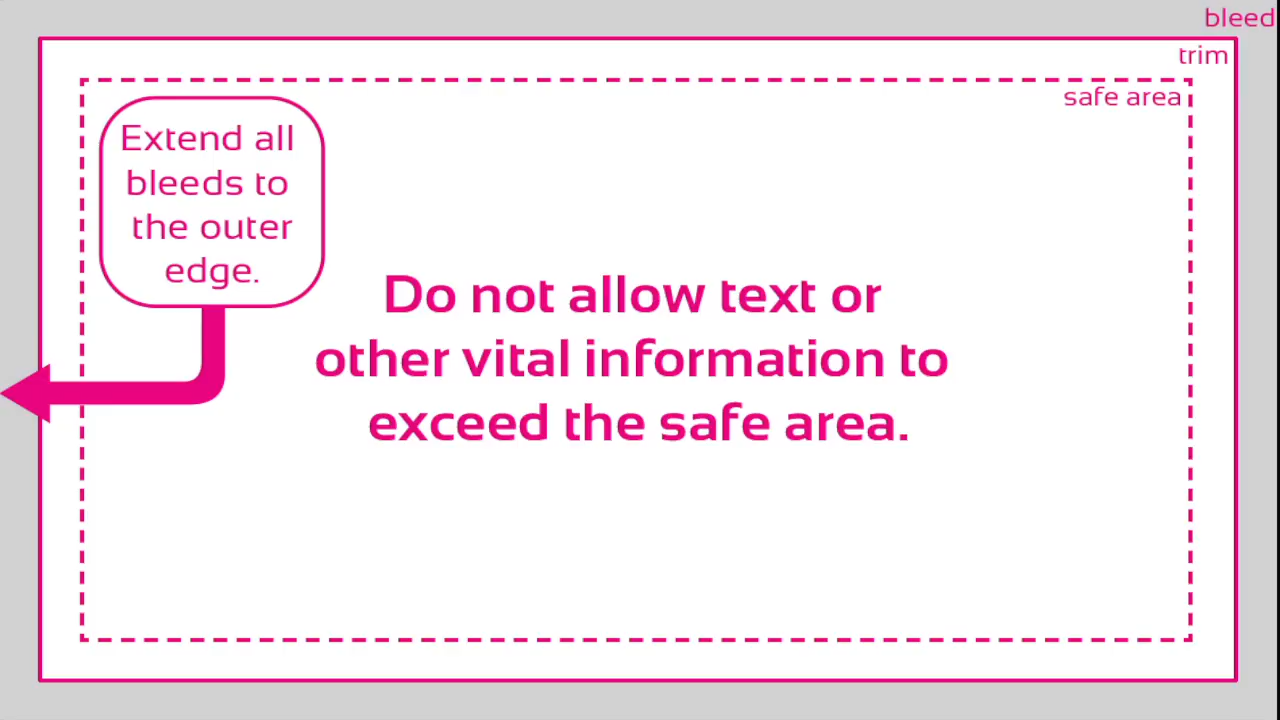 bleed
trim
safe area
Extend all
bleeds to
the outer
edge.
Do not allow text or
other vital information to
exceed the safe area.